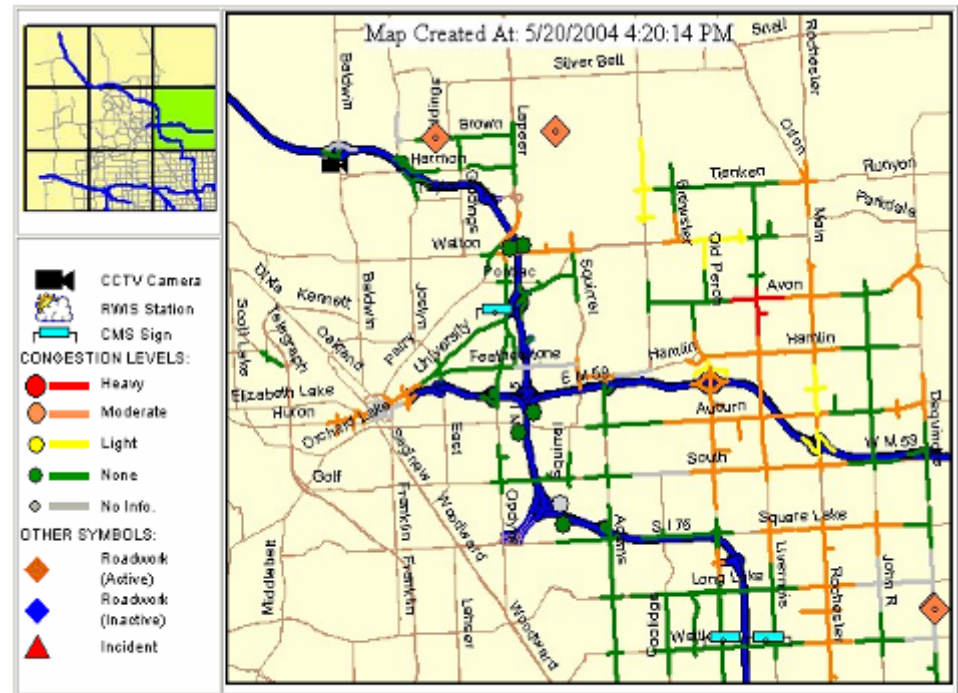 Map Created At: 5/20/2004 4:20:14 PM
Snell
Silver Bell
Rochester
Baldwin
Lapeer
Brown
Orion
Harmon
Giddings
Tienken
Runyon
Brewster
Parkdale
Main
Walton
Old Perch
Pontiac
Squirrel
Dixie
Kennett
Baldwin
Joslyn
Avon
Scott Lake
Telegraph
Oakland
Perry
University
Featherstone
Hamlin
Hamlin
E M 59
Elizabeth Lake
Huron
Auburn
Orchard Lake
Dequindre
W M 59
East
Squirrel
South
Golf
Saginaw
Franklin
Woodward
Opdyke
Adams
S I 75
Square Lake
Middlebelt
Franklin
Lahser
Woodward
Long Lake
Livernois
Rochester
John R
Coolidge
CCTV Camera
RWIS Station
CMS Sign
CONGESTION LEVELS:
Heavy
Moderate
Light
None
No Info.
OTHER SYMBOLS:
Roadwork
(Active)
Roadwork
(Inactive)
Incident